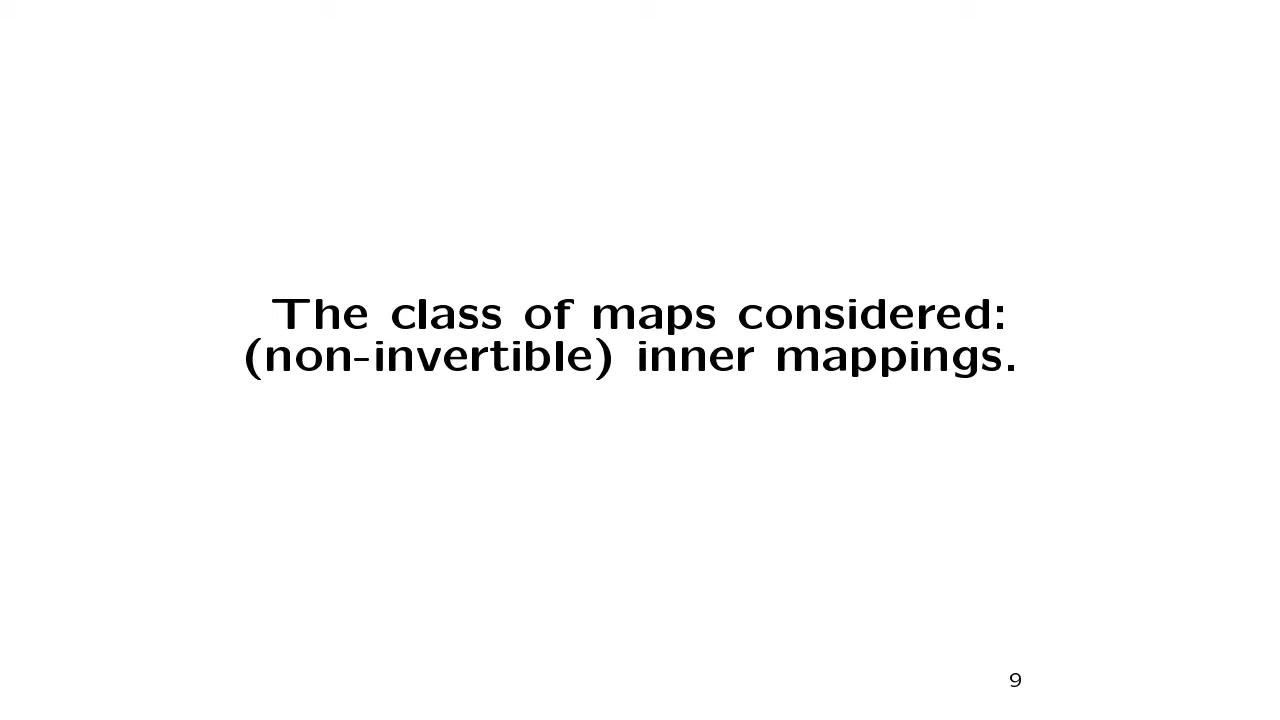 The class of maps considered:
(non-invertible) inner mappings.
9